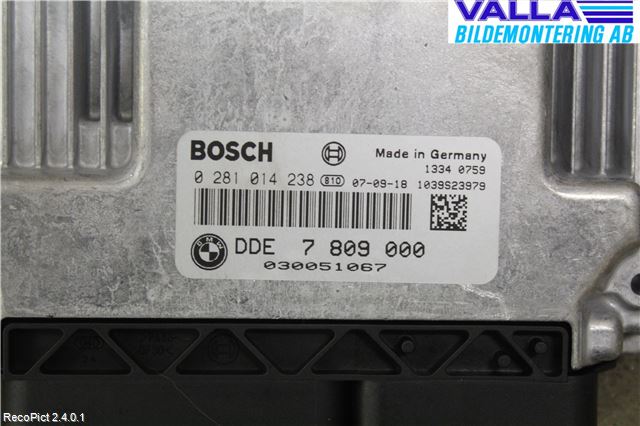 VALLA
BILDEMONTERING AB
BOSCH
Made in Germany
1334 0759
0 281 014 238 810 07-09-18 1039S23979
BMW
DDE 7 809 000
030051067
RecoPict 2.4.0.1